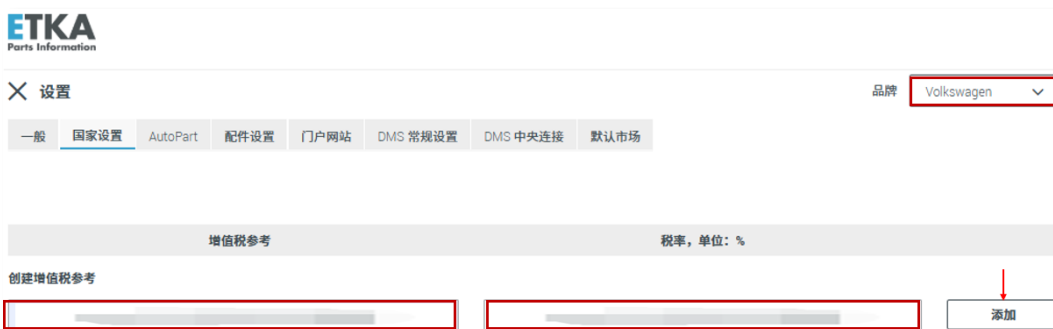 ETKA
Parts Information
设置
品牌 Volkswagen
一般 国家设置 AutoPart 配件设置 门户网站 DMS 常规设置 DMS 中央连接 默认市场
增值税参考 税率，单位：%
创建增值税参考
添加